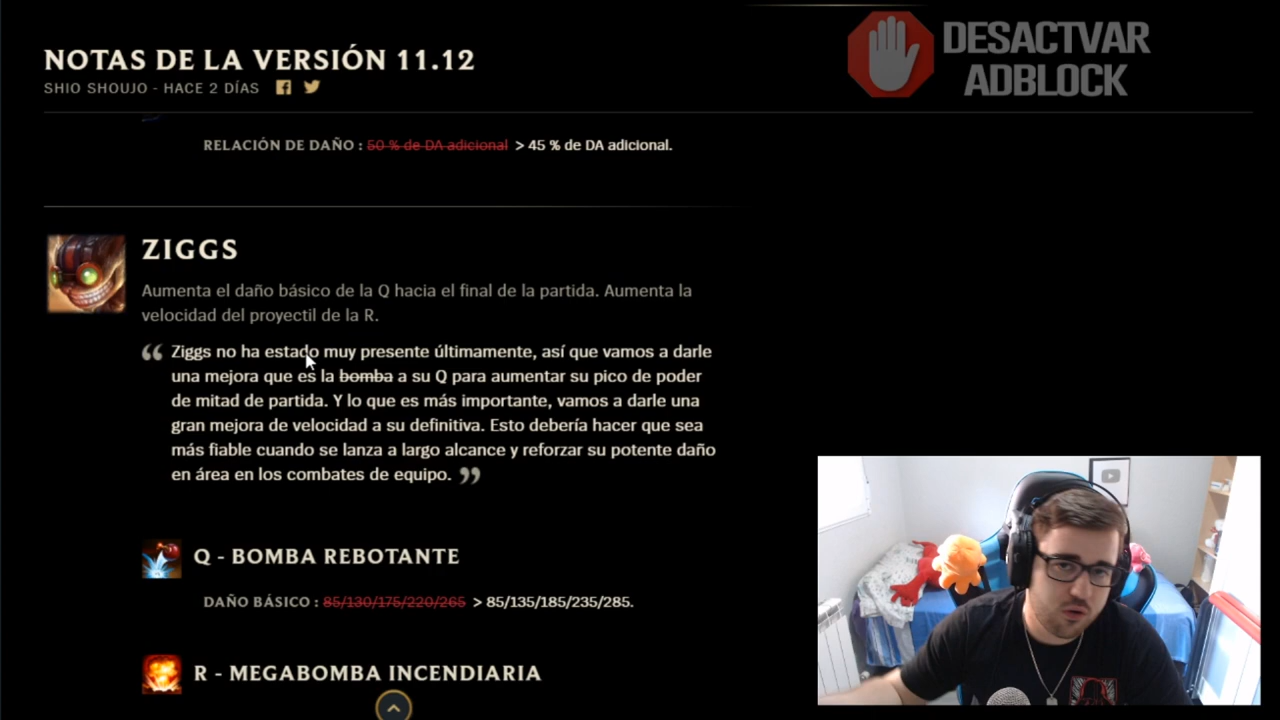 DESACTVAR
ADBLOCK
NOTAS DE LA VERSIÓN 11.12
SHIO SHOUJO - HACE 2 DÍAS
RELACIÓN DE DAÑO : 50 % de DA adicional > 45 % de DA adicional.
ZIGGS
Aumenta el daño básico de la Q hacia el final de la partida. Aumenta la
velocidad del proyectil de la R.
“ Ziggs no ha estado muy presente últimamente, así que vamos a darle
una mejora que es la bomba a su Q para aumentar su pico de poder
de mitad de partida. Y lo que es más importante, vamos a darle una
gran mejora de velocidad a su definitiva. Esto debería hacer que sea
más fiable cuando se lanza a largo alcance y reforzar su potente daño
en área en los combates de equipo. ”
Q - BOMBA REBOTANTE
DAÑO BÁSICO : 85/130/175/220/265 > 85/135/185/235/285.
R - MEGABOMBA INCENDIARIA